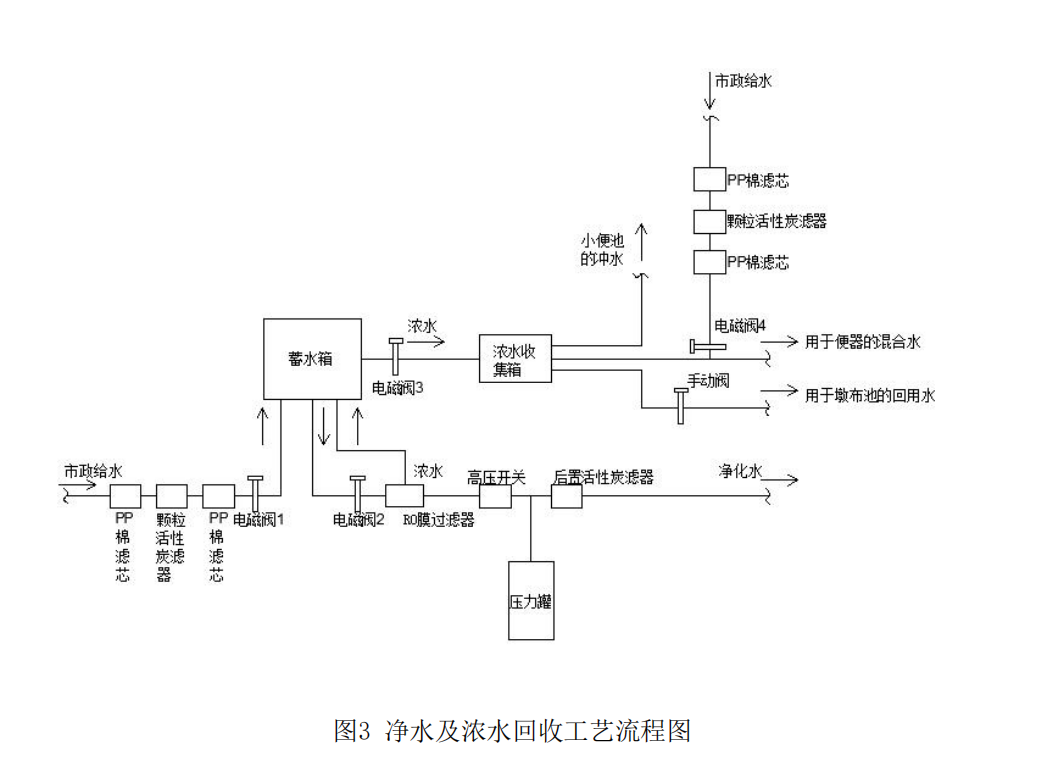 市政给水
PP棉滤芯
颗粒活性炭滤器
PP棉滤芯
小便池
的冲水
电磁阀4
用于便器的混合水
浓水
蓄水箱
浓水收
集箱
电磁阀3
手动阀
用于墩布池的回用水
市政给水
浓水
高压开关
后置活性炭滤器
净化水
电磁阀1
电磁阀2
RO膜过滤器
PP
棉
滤
芯
颗粒
活性
炭滤
器
PP
棉
滤
芯
压力罐
图3 净水及浓水回收工艺流程图